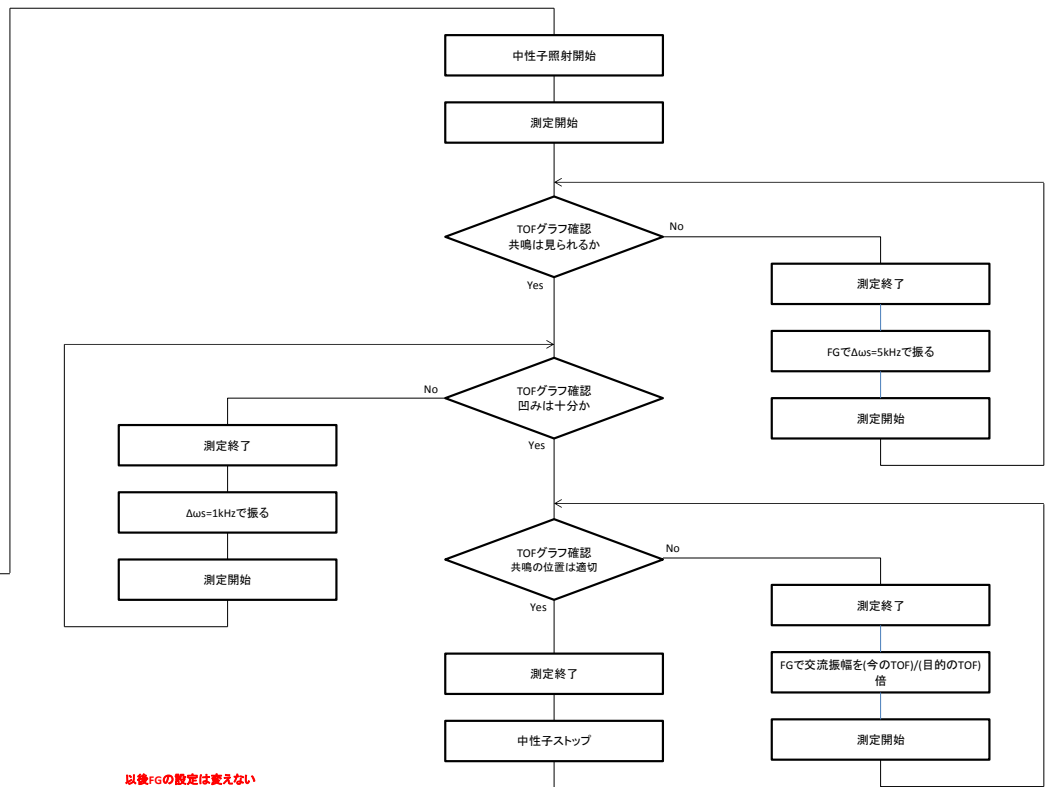 中性子照射開始
測定開始
TOFグラフ確認
共鳴は見られるか
No
Yes
測定終了
FGでΔωs=5kHzで振る
測定開始
TOFグラフ確認
凹みは十分か
No
Yes
測定終了
Δωs=1kHzで振る
測定開始
TOFグラフ確認
共鳴の位置は適切
No
Yes
測定終了
FGで交流振幅を(今のTOF)/(目的のTOF)
倍
測定開始
測定終了
中性子ストップ
以後FGの設定は変えない